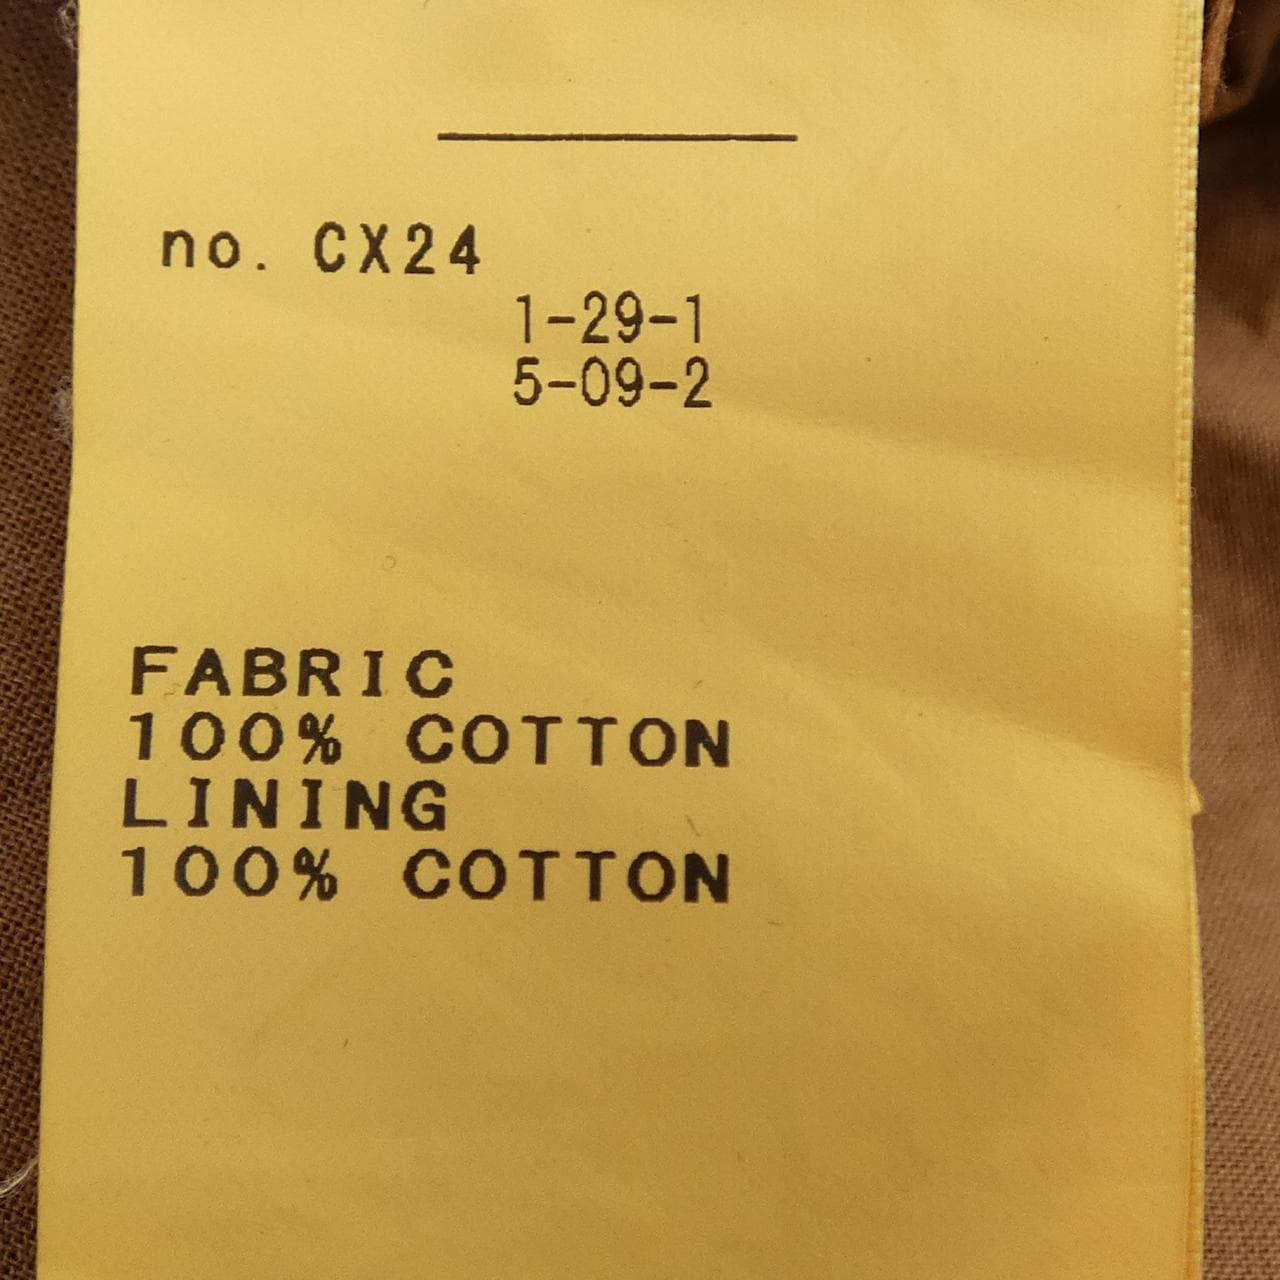 no. CX24
1-29-1
5-09-2
FABRIC
100% COTTON
LINING
100% COTTON